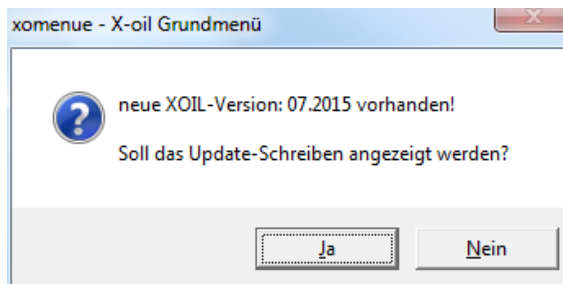 xomenue - X-oil Grundmenü
neue XOIL-Version: 07.2015 vorhanden!
Soll das Update-Schreiben angezeigt werden?
Ja
Nein